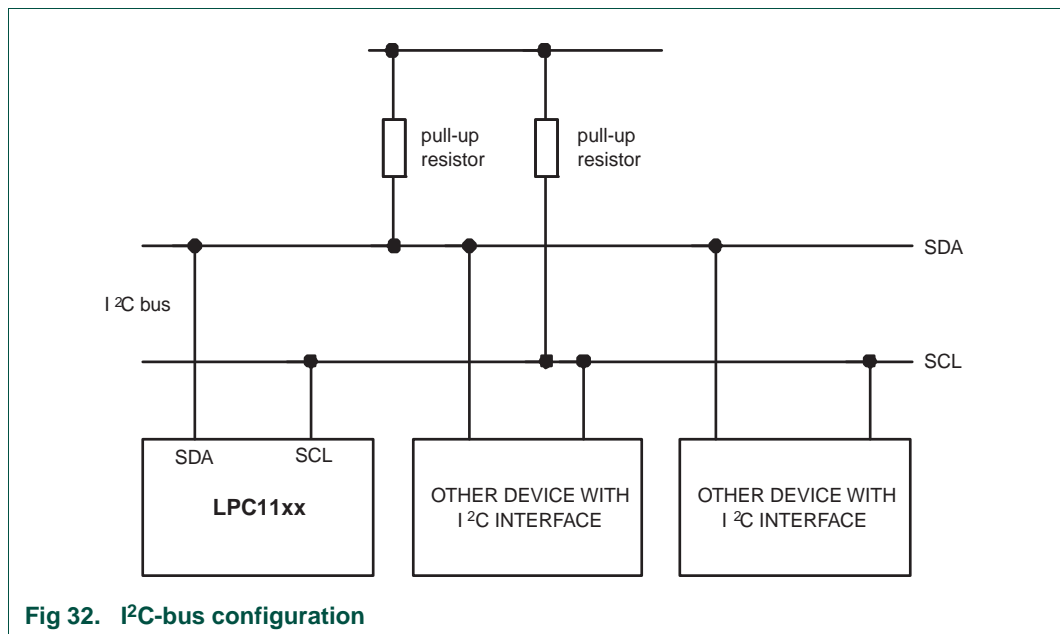 pull-up
resistor
pull-up
resistor
SDA
I ²C bus
SCL
SDA SCL
LPC11xx
OTHER DEVICE WITH
I ²C INTERFACE
OTHER DEVICE WITH
I ²C INTERFACE
Fig 32. I²C-bus configuration